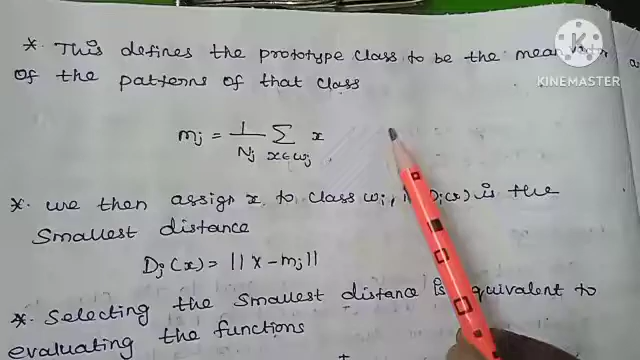 * This defines the prototype class to be the mean
of the patterns of that class
KINEMASTER
mj = 1/Nj Σ x∈ωj x
* we then assign x to class ωi, Di(x) is the
smallest distance
Dj(x) = ||x - mj||
* Selecting the smallest distance is equivalent to
evaluating the functions